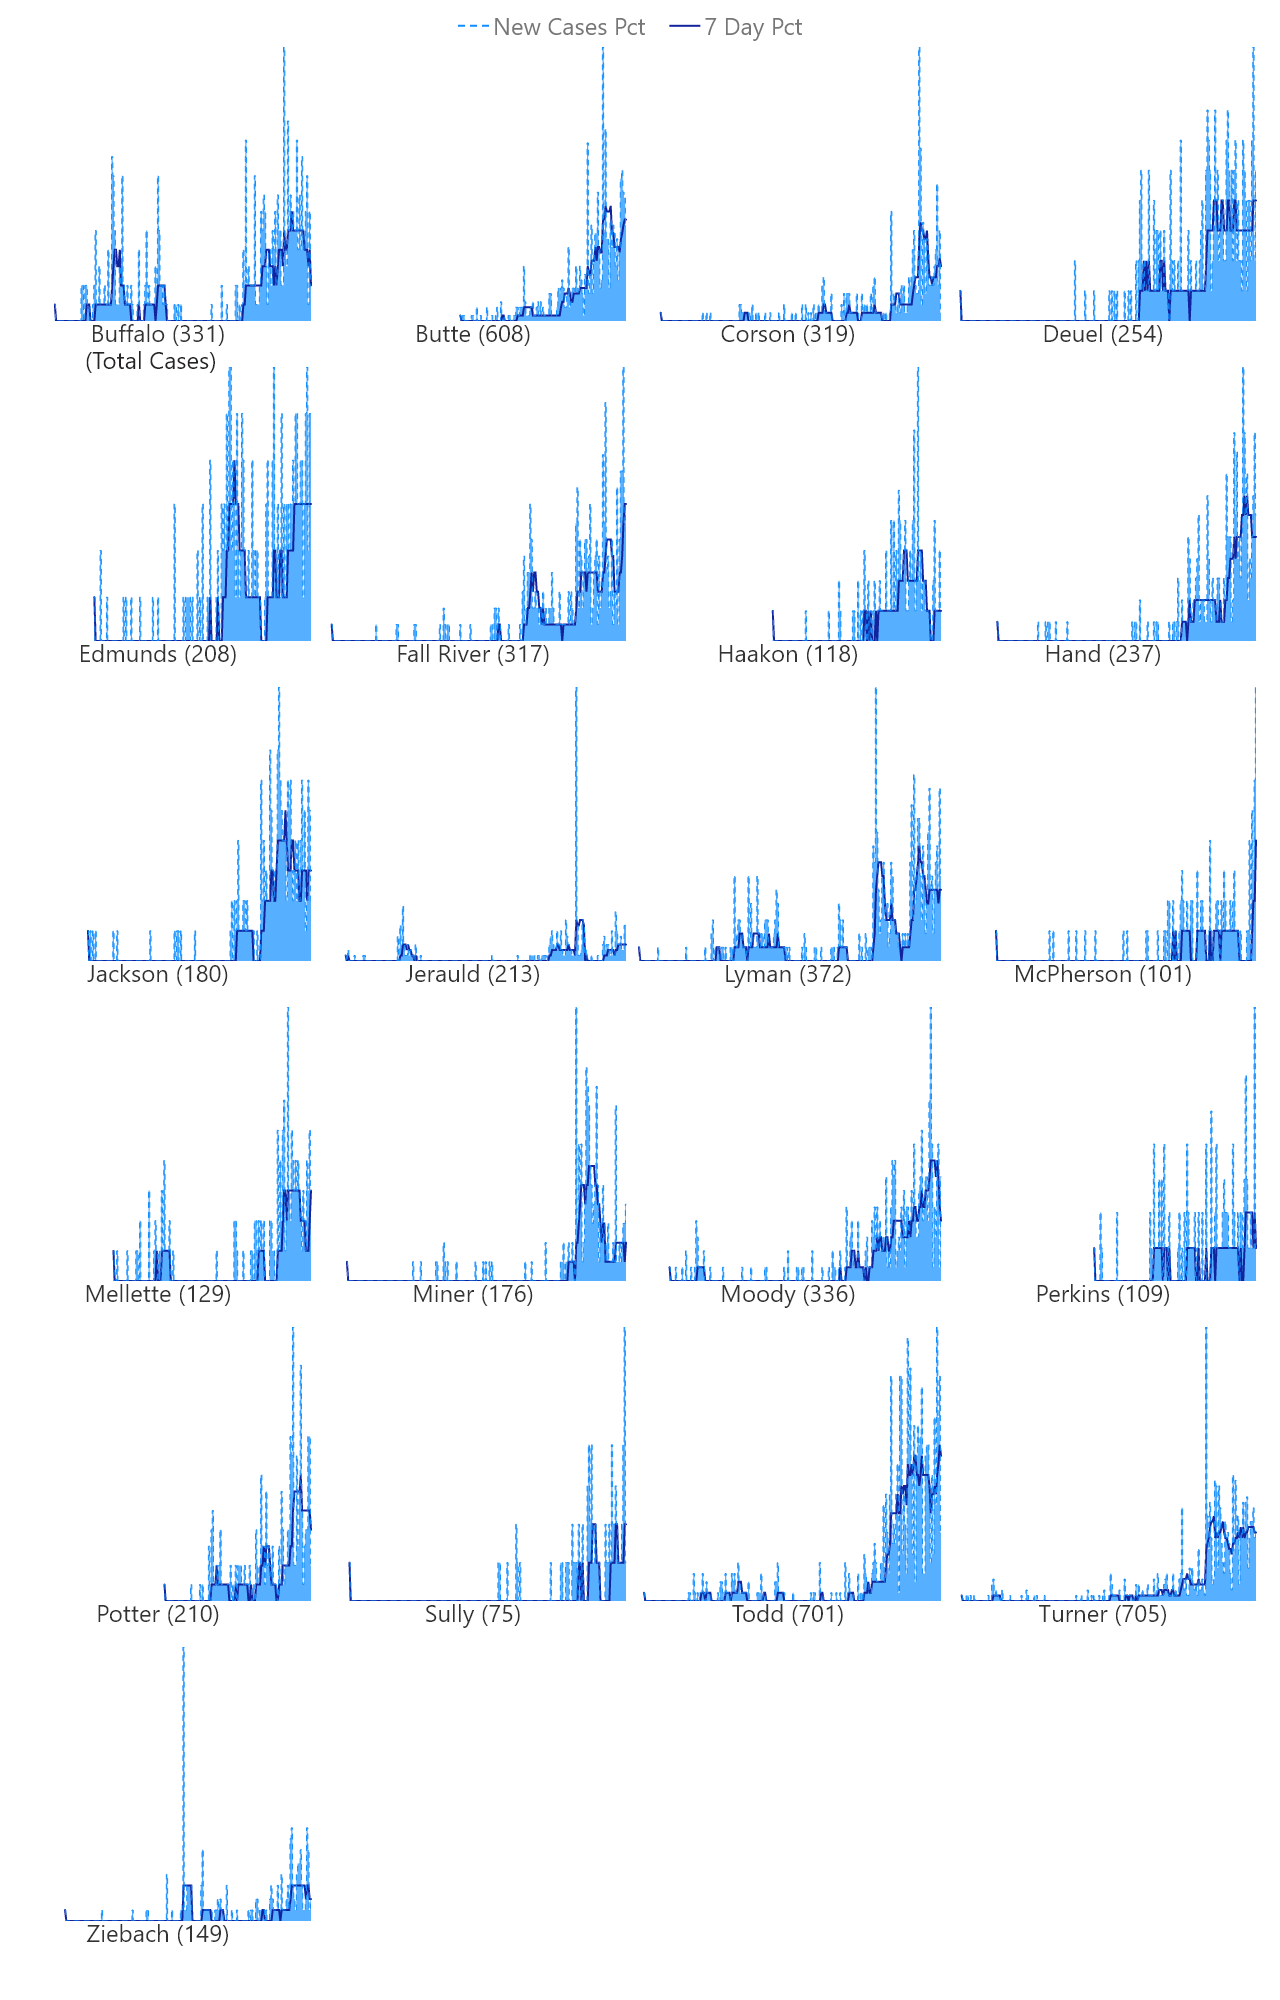 New Cases Pct 7 Day Pct
Buffalo (331) Butte (608) Corson (319) Deuel (254)
(Total Cases)
Edmunds (208) Fall River (317) Haakon (118) Hand (237)
Jackson (180) Jerauld (213) Lyman (372) McPherson (101)
Mellette (129) Miner (176) Moody (336) Perkins (109)
Potter (210) Sully (75) Todd (701) Turner (705)
Ziebach (149)